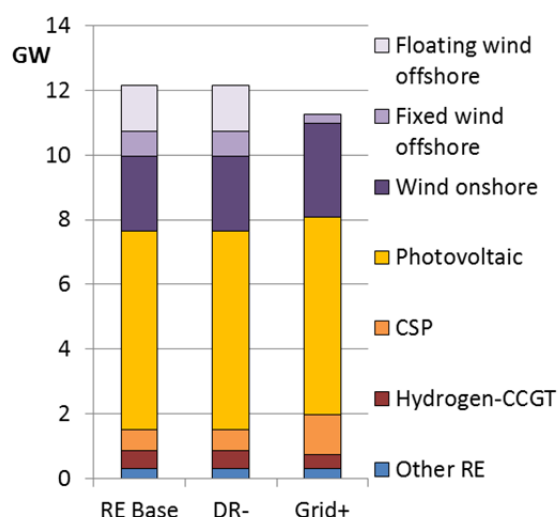 14
GW
12
10
8
6
4
2
0
RE Base
DR-
Grid+
Floating wind
offshore
Fixed wind
offshore
Wind onshore
Photovoltaic
CSP
Hydrogen-CCGT
Other RE